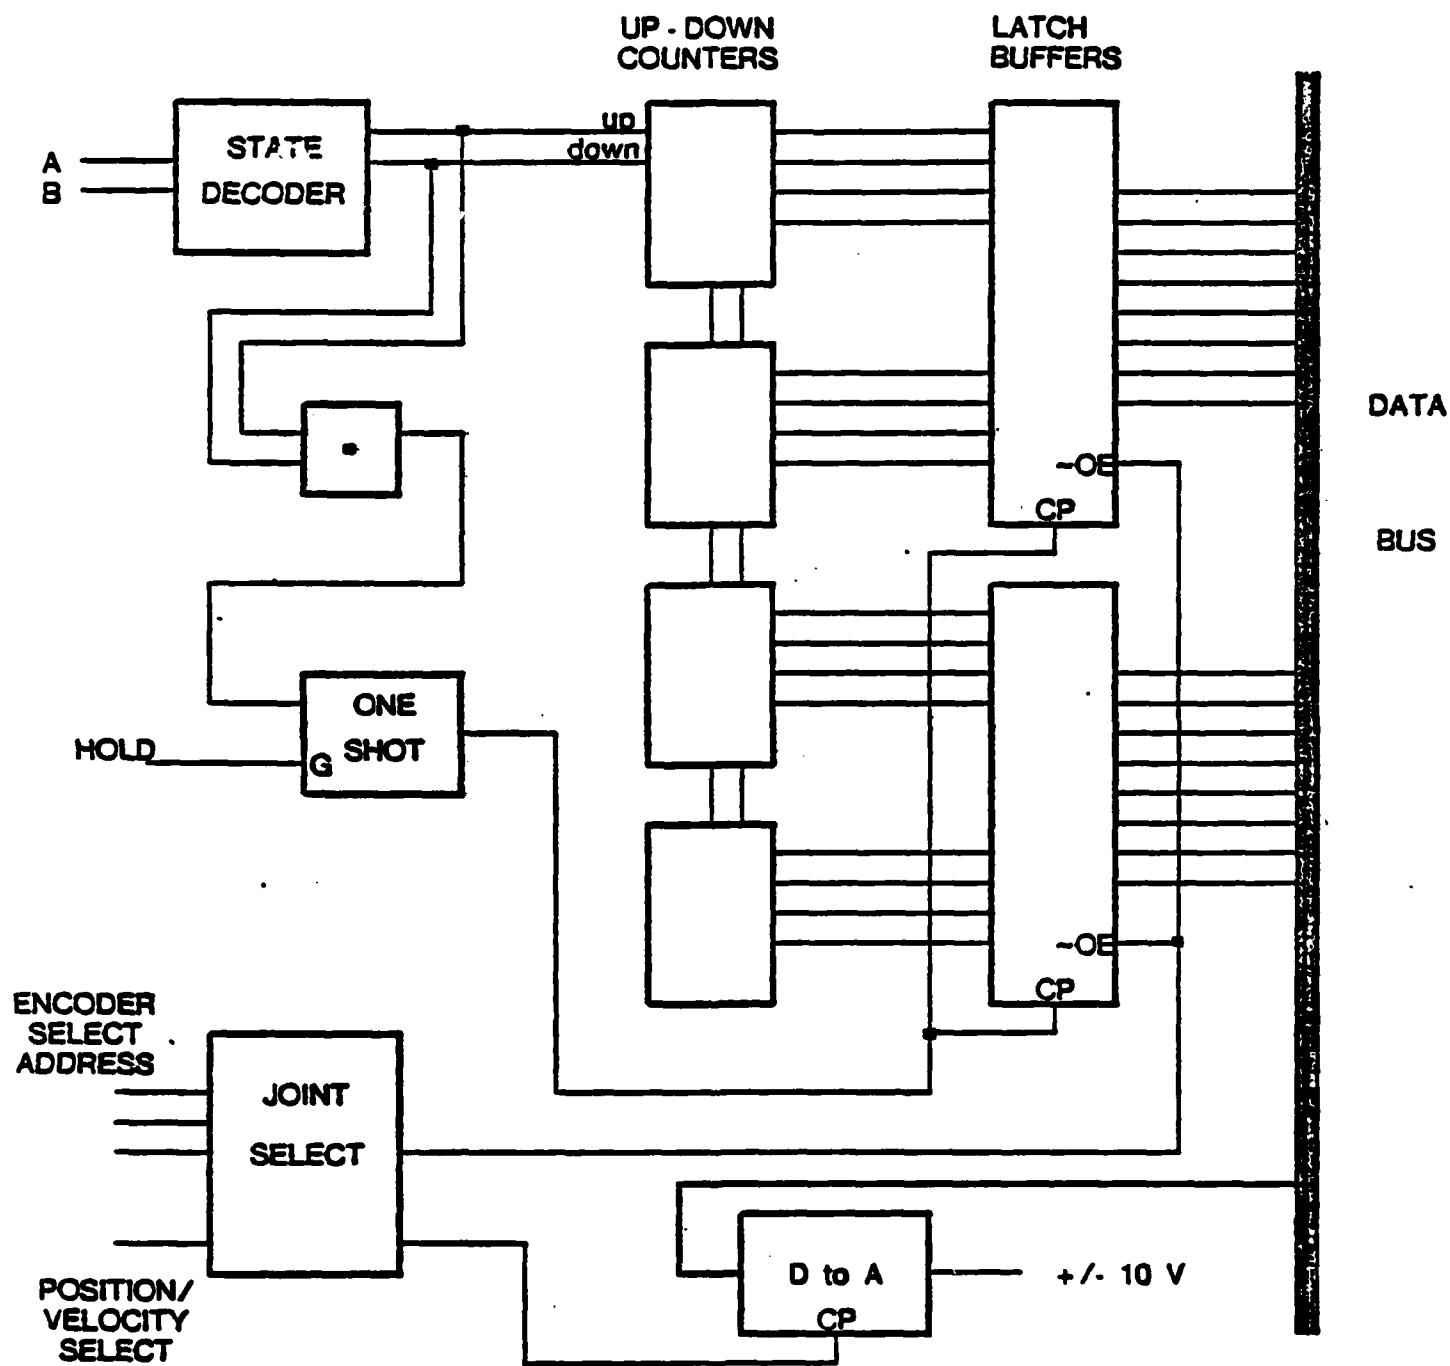 UP - DOWN
COUNTERS
LATCH
BUFFERS
A
B
STATE
DECODER
up
down
DATA
BUS
~OE
CP
HOLD
G
ONE
SHOT
~OE
CP
ENCODER
SELECT
ADDRESS
JOINT
SELECT
POSITION/
VELOCITY
SELECT
D to A
CP
+/- 10 V